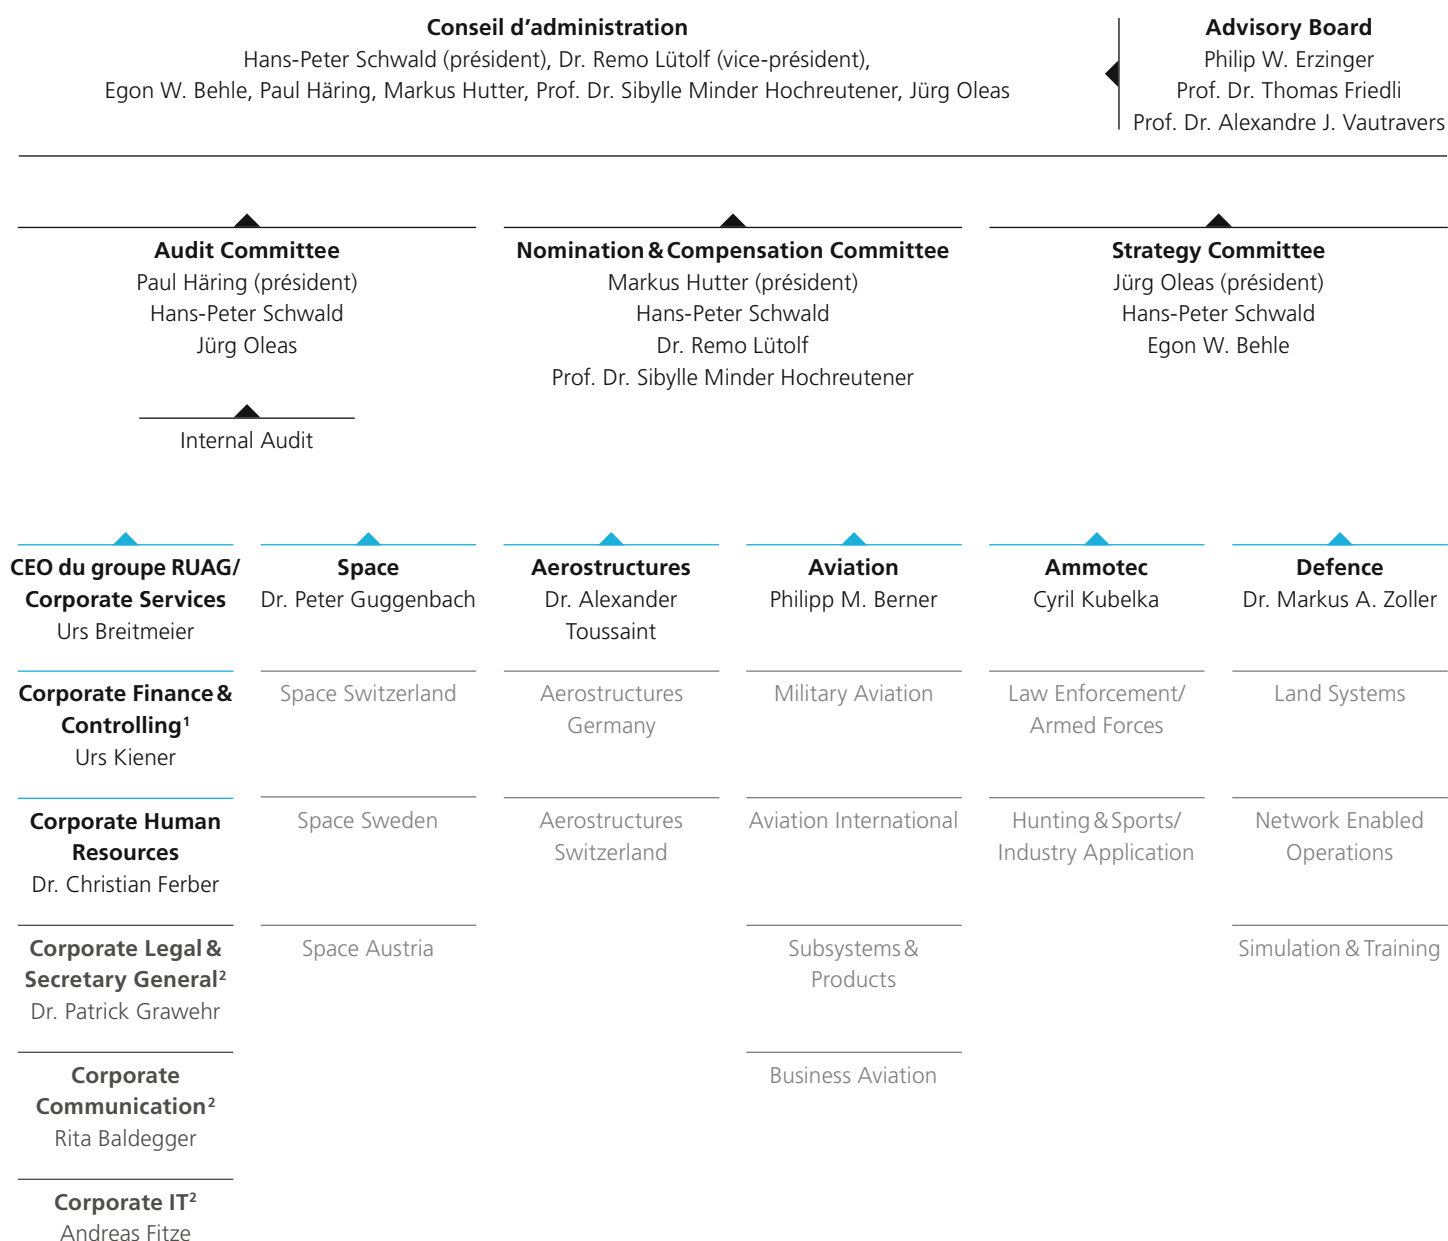 Conseil d'administration
Hans-Peter Schwald (président), Dr. Remo Lütolf (vice-président),
Egon W. Behle, Paul Häring, Markus Hutter, Prof. Dr. Sibylle Minder Hochreutener, Jürg Oleas
Advisory Board
Philip W. Erzinger
Prof. Dr. Thomas Friedli
Prof. Dr. Alexandre J. Vautravers
Audit Committee
Paul Häring (président)
Hans-Peter Schwald
Jürg Oleas
Internal Audit
Nomination & Compensation Committee
Markus Hutter (président)
Hans-Peter Schwald
Dr. Remo Lütolf
Prof. Dr. Sibylle Minder Hochreutener
Strategy Committee
Jürg Oleas (président)
Hans-Peter Schwald
Egon W. Behle
CEO du groupe RUAG/
Corporate Services
Urs Breitmeier
Corporate Finance &
Controlling¹
Urs Kiener
Corporate Human
Resources
Dr. Christian Ferber
Corporate Legal &
Secretary General²
Dr. Patrick Grawehr
Corporate
Communication²
Rita Baldegger
Corporate IT²
Andreas Fitze
Space
Dr. Peter Guggenbach
Space Switzerland
Space Sweden
Space Austria
Aerostructures
Dr. Alexander
Toussaint
Aerostructures
Germany
Aerostructures
Switzerland
Aviation
Philipp M. Berner
Military Aviation
Aviation International
Subsystems &
Products
Business Aviation
Ammotec
Cyril Kubelka
Law Enforcement/
Armed Forces
Hunting & Sports/
Industry Application
Defence
Dr. Markus A. Zoller
Land Systems
Network Enabled
Operations
Simulation & Training